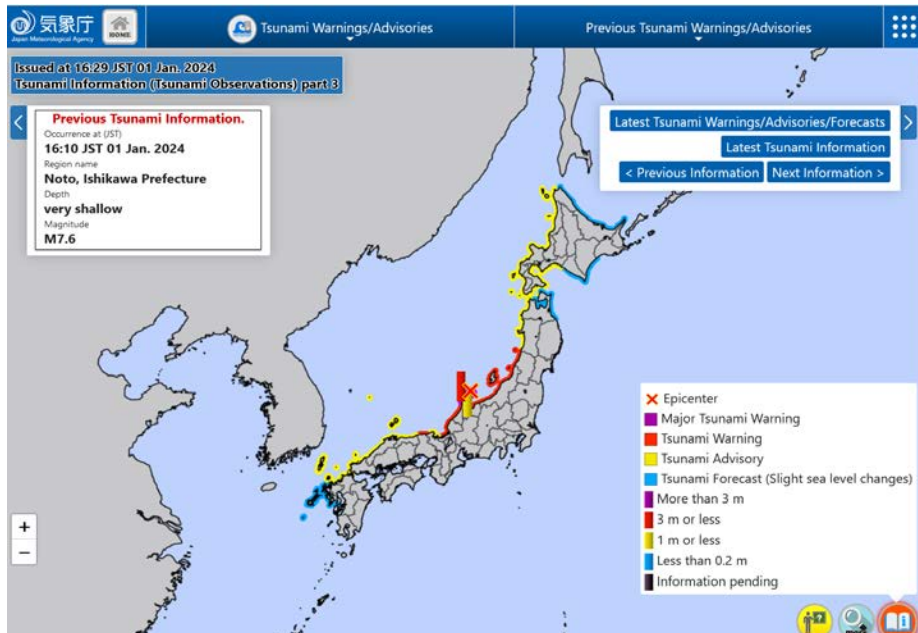 気象庁
Japan Meteorological Agency
HOME
Tsunami Warnings/Advisories
Previous Tsunami Warnings/Advisories
Issued at 16:29 JST 01 Jan. 2024
Tsunami Information (Tsunami Observations) part 3
Previous Tsunami Information.
Occurrence at (JST)
16:10 JST 01 Jan. 2024
Region name
Noto, Ishikawa Prefecture
Depth
very shallow
Magnitude
M7.6
Latest Tsunami Warnings/Advisories/Forecasts
Latest Tsunami Information
< Previous Information
Next Information >
Epicenter
Major Tsunami Warning
Tsunami Warning
Tsunami Advisory
Tsunami Forecast (Slight sea level changes)
More than 3 m
3 m or less
1 m or less
Less than 0.2 m
Information pending
+
−